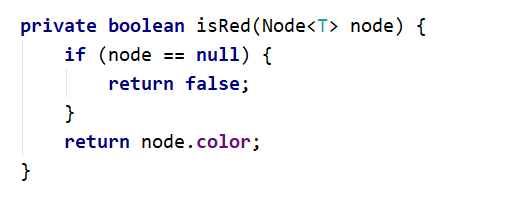 private boolean isRed(Node<T> node) {
    if (node == null) {
        return false;
    }
    return node.color;
}